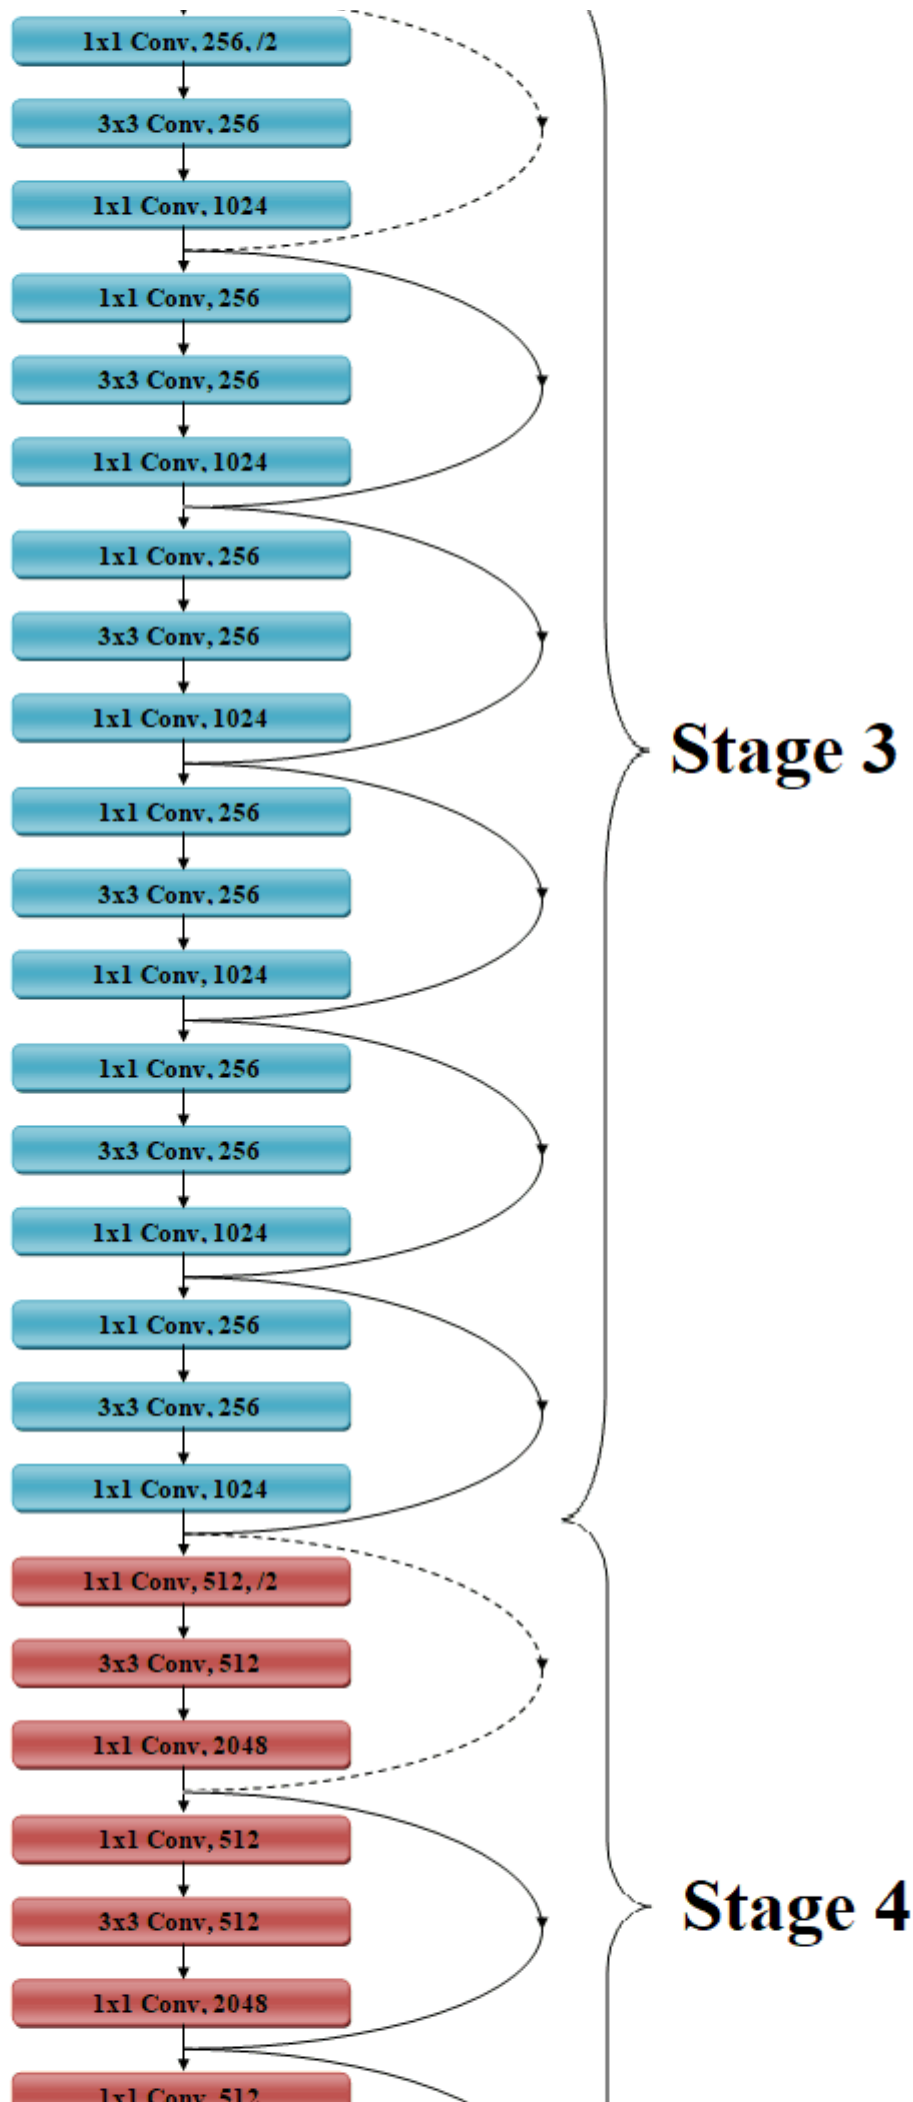 1x1 Conv, 256, /2
3x3 Conv, 256
1x1 Conv, 1024
1x1 Conv, 256
3x3 Conv, 256
1x1 Conv, 1024
1x1 Conv, 256
3x3 Conv, 256
1x1 Conv, 1024
Stage 3
1x1 Conv, 256
3x3 Conv, 256
1x1 Conv, 1024
1x1 Conv, 256
3x3 Conv, 256
1x1 Conv, 1024
1x1 Conv, 256
3x3 Conv, 256
1x1 Conv, 1024
1x1 Conv, 512, /2
3x3 Conv, 512
1x1 Conv, 2048
1x1 Conv, 512
3x3 Conv, 512
Stage 4
1x1 Conv, 2048
1x1 Conv, 512